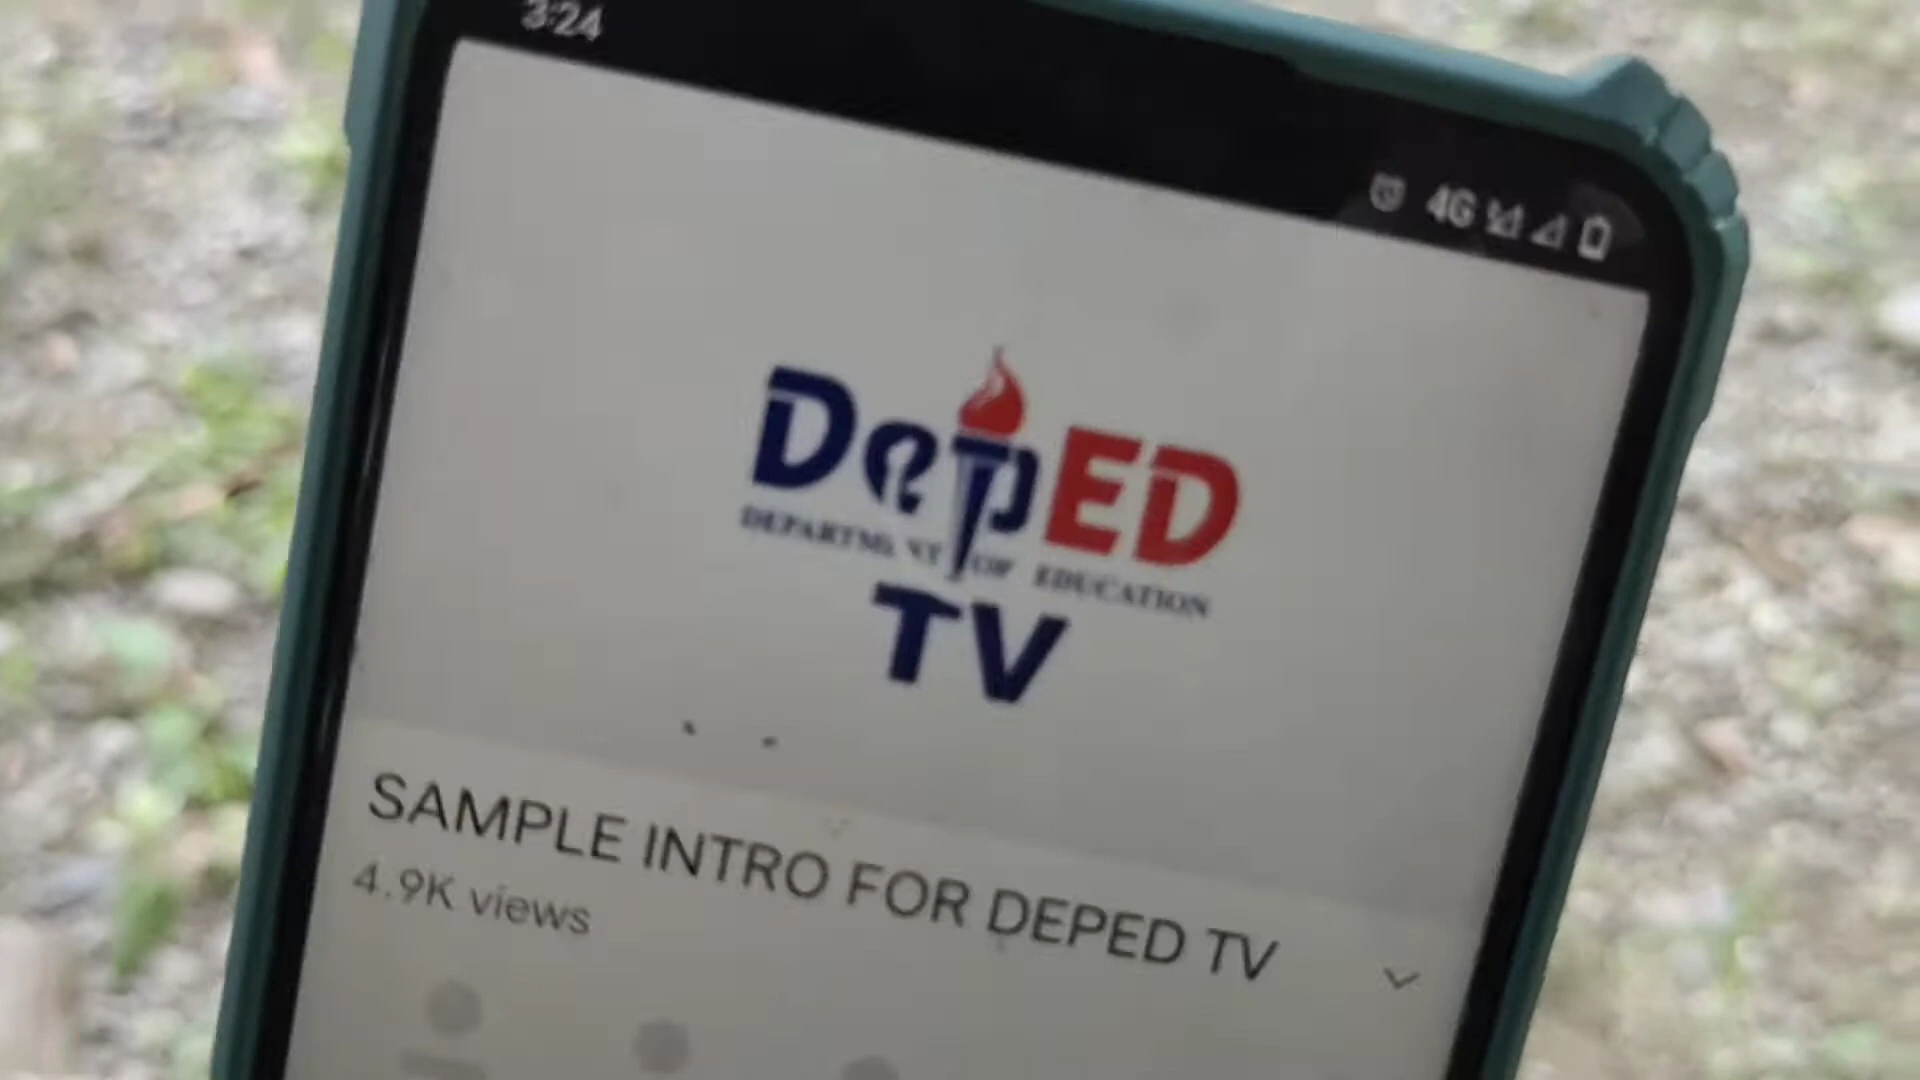 3:24
4G
DepED
DEPARTMENT OF EDUCATION
TV
SAMPLE INTRO FOR DEPED TV
4.9K views